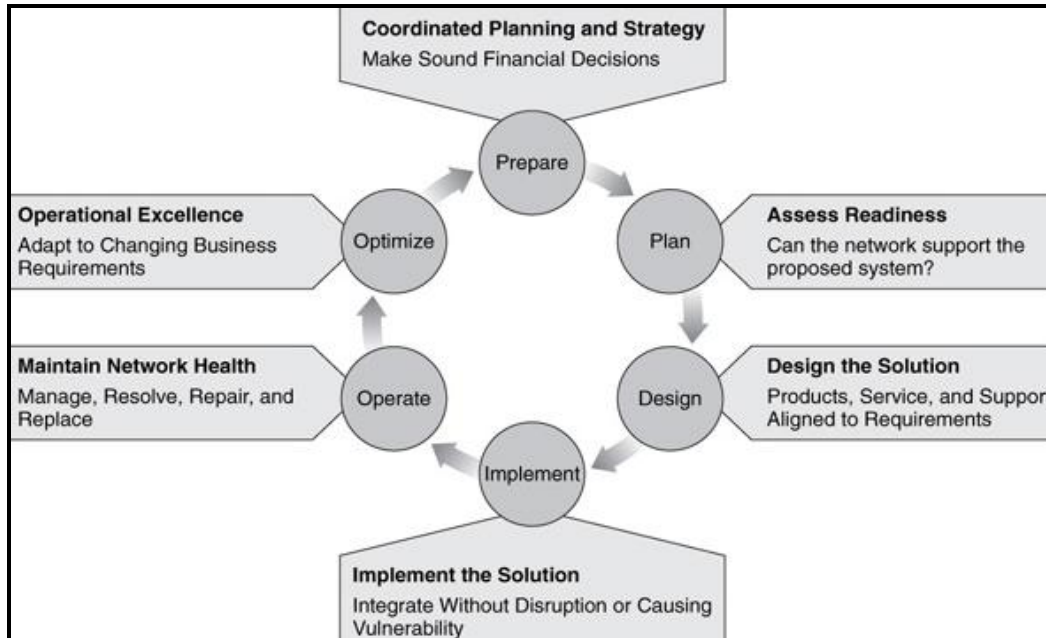 Coordinated Planning and Strategy
Make Sound Financial Decisions
Prepare
Operational Excellence
Adapt to Changing Business
Requirements
Optimize
Plan
Assess Readiness
Can the network support the
proposed system?
Maintain Network Health
Manage, Resolve, Repair, and
Replace
Operate
Design
Design the Solution
Products, Service, and Support
Aligned to Requirements
Implement
Implement the Solution
Integrate Without Disruption or Causing
Vulnerability